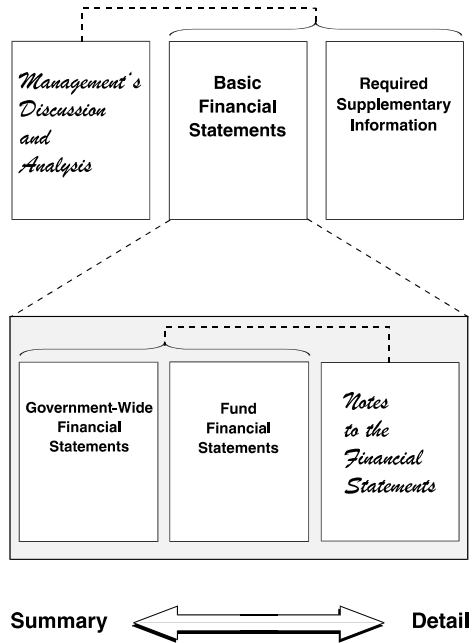 Management's
Discussion
and
Analysis
Basic
Financial
Statements
Required
Supplementary
Information
Government-Wide
Financial
Statements
Fund
Financial
Statements
Notes
to the
Financial
Statements
Summary
Detail